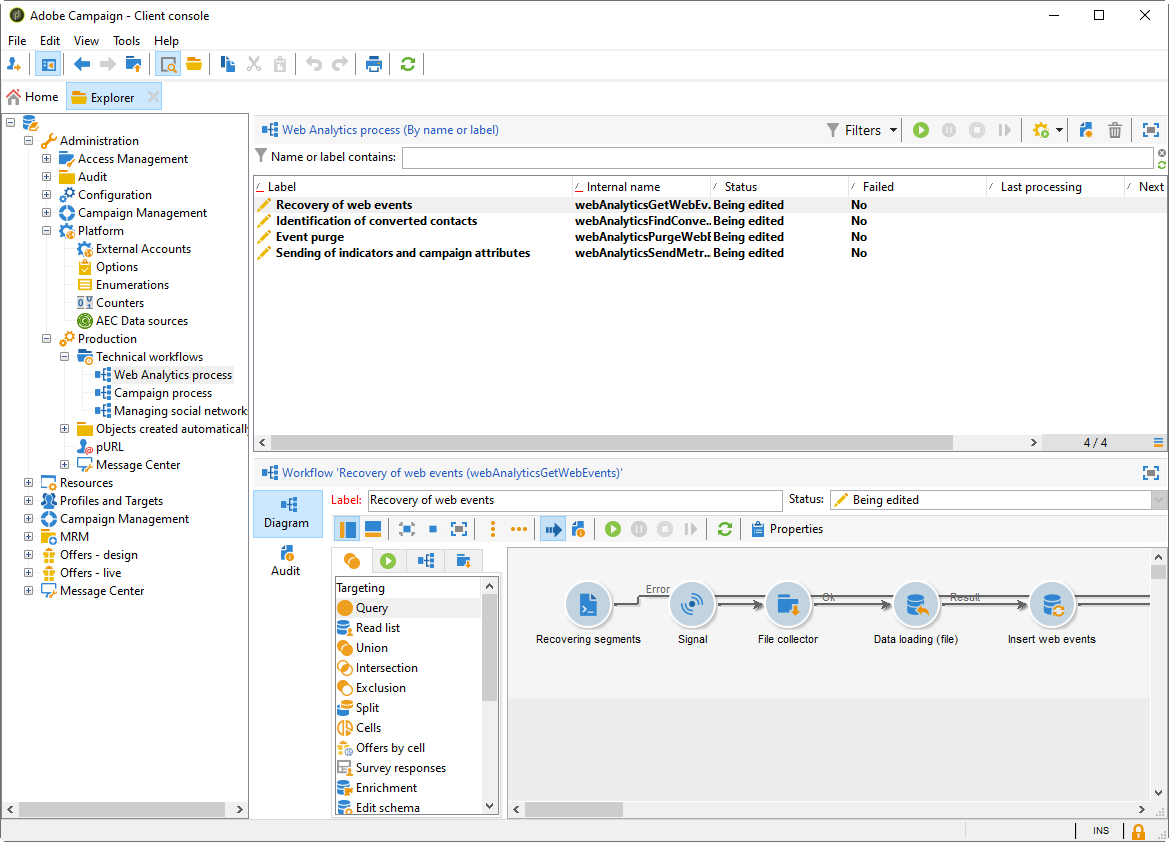 Adobe Campaign - Client console
File Edit View Tools Help
Home Explorer
Administration
Access Management
Audit
Configuration
Campaign Management
Platform
External Accounts
Options
Enumerations
Counters
AEC Data sources
Production
Technical workflows
Web Analytics process
Campaign process
Managing social network
Objects created automatically
pURL
Message Center
Resources
Profiles and Targets
Campaign Management
MRM
Offers - design
Offers - live
Message Center
Web Analytics process (By name or label)
Filters
Name or label contains:
Label Internal name Status Failed Last processing Next
Recovery of web events webAnalyticsGetWebEv... Being edited No
Identification of converted contacts webAnalyticsFindConve... Being edited No
Event purge webAnalyticsPurgeWebE Being edited No
Sending of indicators and campaign attributes webAnalyticsSendMetr... Being edited No
4 / 4
Workflow 'Recovery of web events (webAnalyticsGetWebEvents)'
Diagram
Audit
Label: Recovery of web events Status: Being edited
Properties
Targeting
Query
Read list
Union
Intersection
Exclusion
Split
Cells
Offers by cell
Survey responses
Enrichment
Edit schema
Error Ok Result
Recovering segments Signal File collector Data loading (file) Insert web events
INS